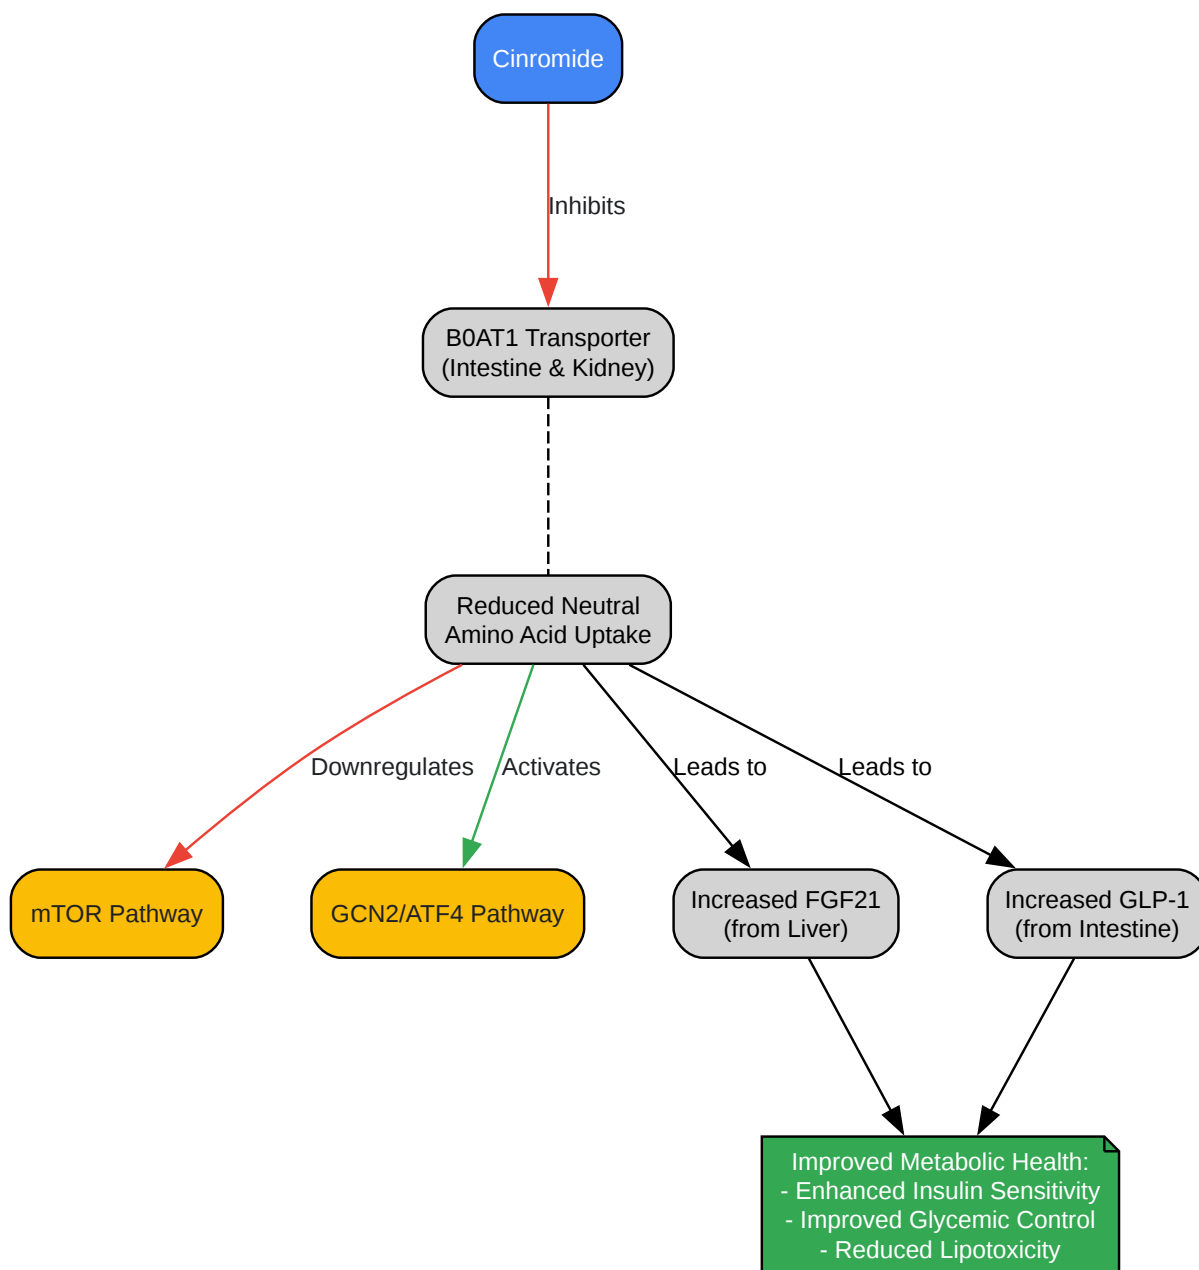 Cinromide
Inhibits
B0AT1 Transporter
(Intestine & Kidney)
Reduced Neutral
Amino Acid Uptake
Downregulates
Activates
Leads to
Leads to
mTOR Pathway
GCN2/ATF4 Pathway
Increased FGF21
(from Liver)
Increased GLP-1
(from Intestine)
Improved Metabolic Health:
- Enhanced Insulin Sensitivity
- Improved Glycemic Control
- Reduced Lipotoxicity